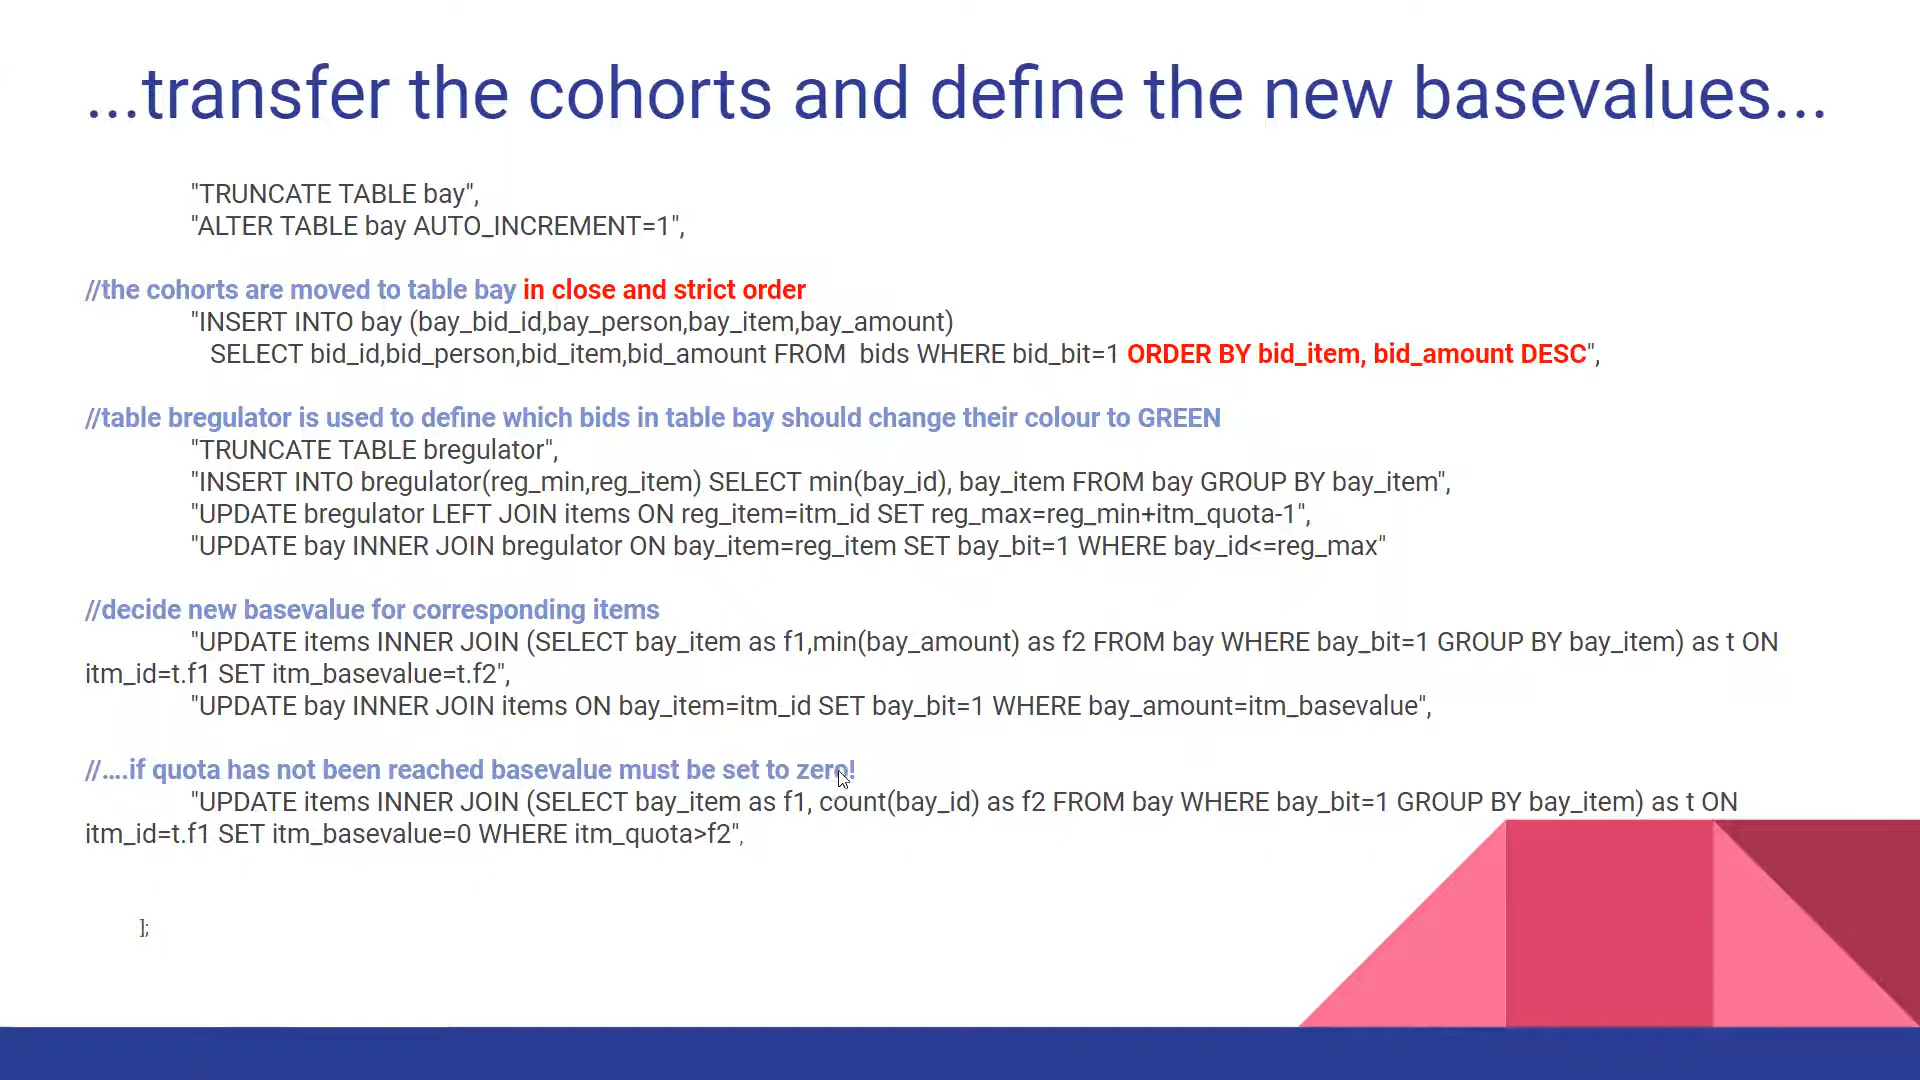 ...transfer the cohorts and define the new basevalues...
"TRUNCATE TABLE bay",
"ALTER TABLE bay AUTO_INCREMENT=1",
//the cohorts are moved to table bay in close and strict order
"INSERT INTO bay (bay_bid_id,bay_person,bay_item,bay_amount)
SELECT bid_id,bid_person,bid_item,bid_amount FROM  bids WHERE bid_bit=1 ORDER BY bid_item, bid_amount DESC",
//table bregulator is used to define which bids in table bay should change their colour to GREEN
"TRUNCATE TABLE bregulator",
"INSERT INTO bregulator(reg_min,reg_item) SELECT min(bay_id), bay_item FROM bay GROUP BY bay_item",
"UPDATE bregulator LEFT JOIN items ON reg_item=itm_id SET reg_max=reg_min+itm_quota-1",
"UPDATE bay INNER JOIN bregulator ON bay_item=reg_item SET bay_bit=1 WHERE bay_id<=reg_max"
//decide new basevalue for corresponding items
"UPDATE items INNER JOIN (SELECT bay_item as f1,min(bay_amount) as f2 FROM bay WHERE bay_bit=1 GROUP BY bay_item) as t ON
itm_id=t.f1 SET itm_basevalue=t.f2",
"UPDATE bay INNER JOIN items ON bay_item=itm_id SET bay_bit=1 WHERE bay_amount=itm_basevalue",
//....if quota has not been reached basevalue must be set to zero!
"UPDATE items INNER JOIN (SELECT bay_item as f1, count(bay_id) as f2 FROM bay WHERE bay_bit=1 GROUP BY bay_item) as t ON
itm_id=t.f1 SET itm_basevalue=0 WHERE itm_quota>f2",
];